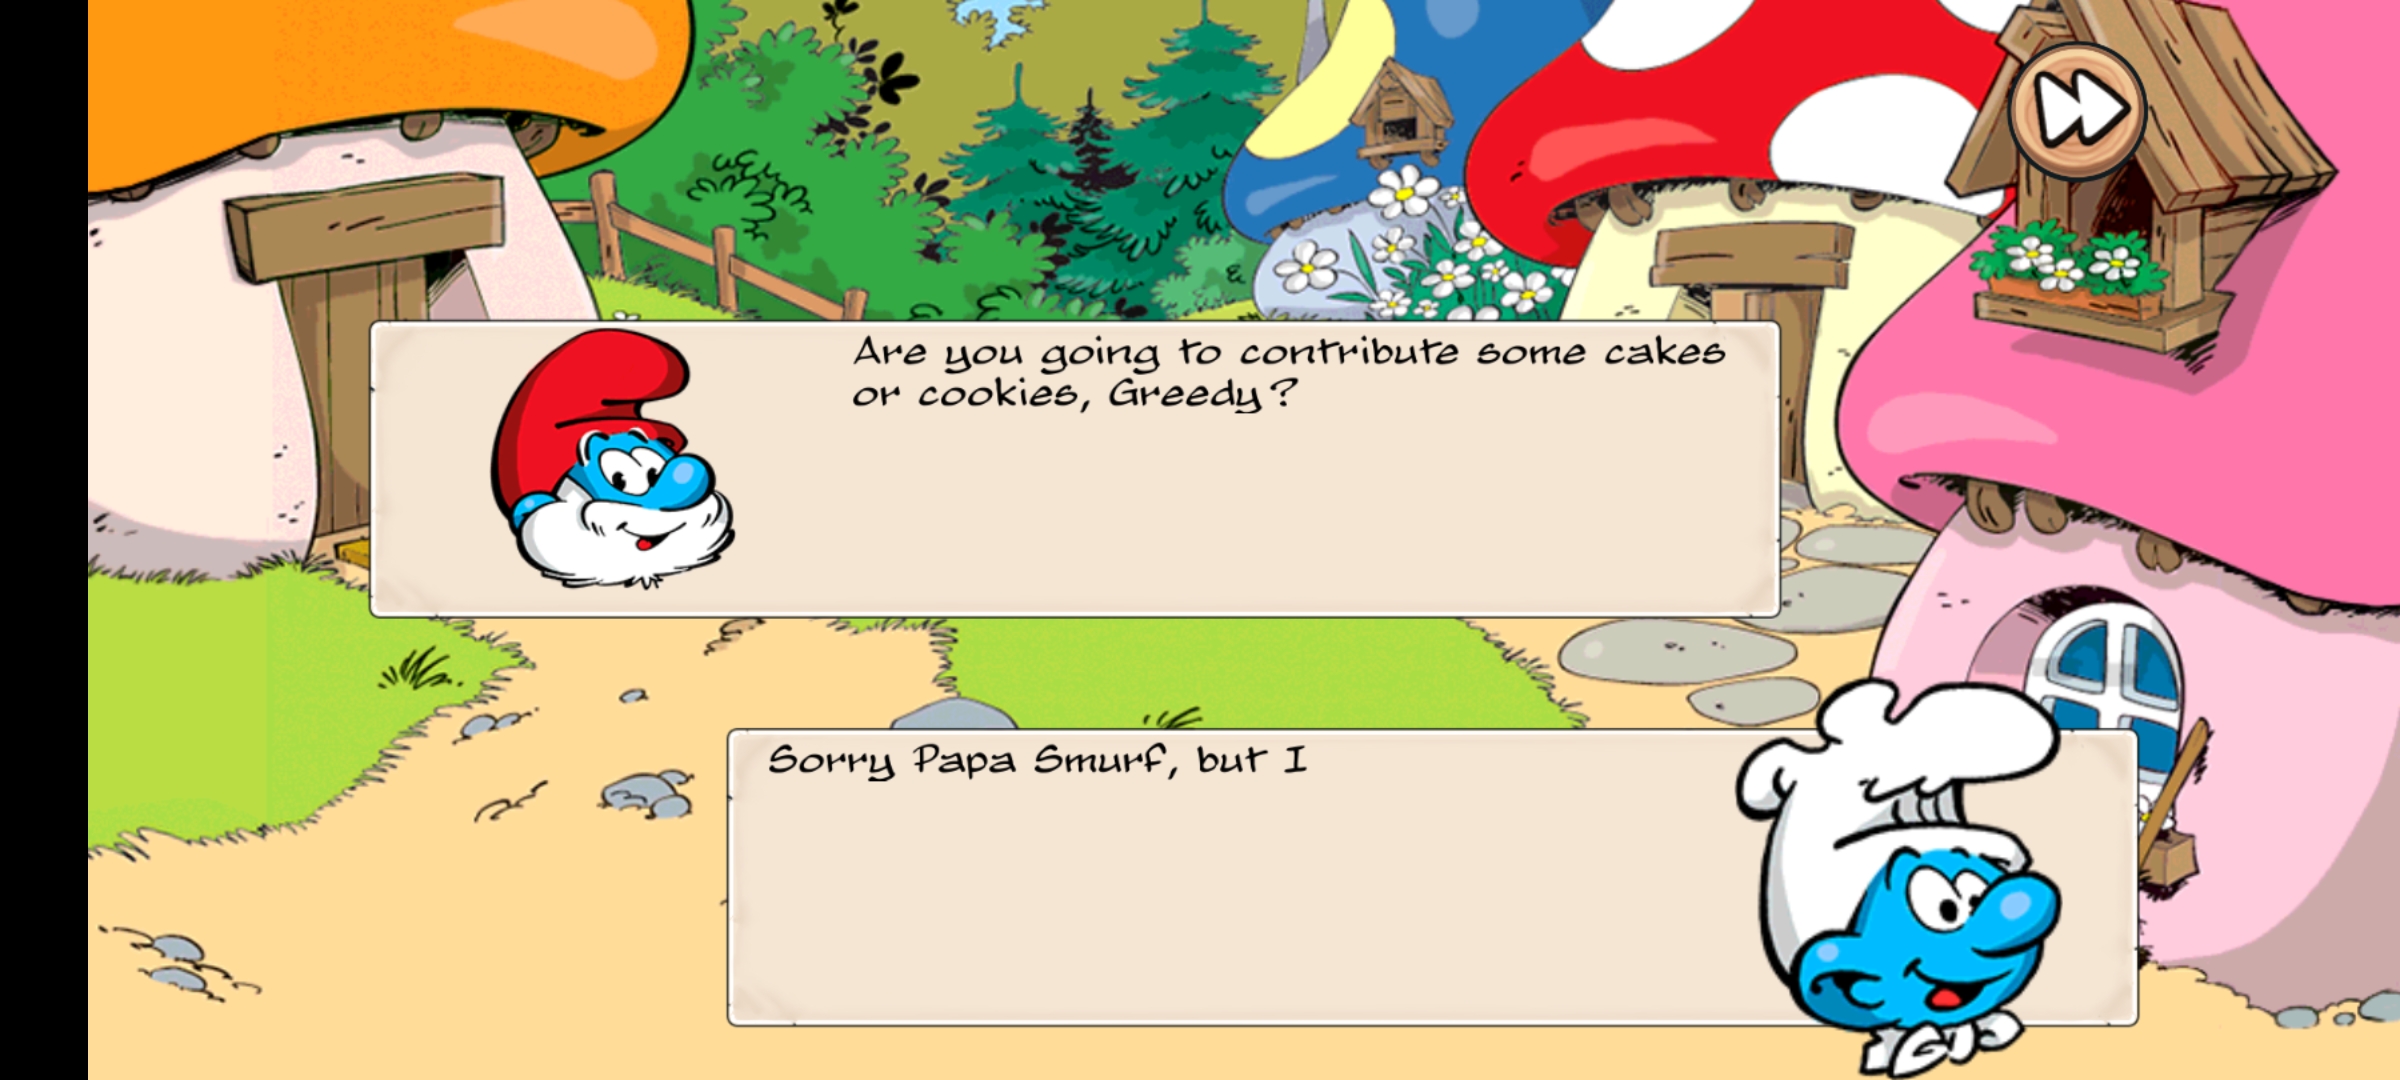 Are you going to contribute some cakes
or cookies, Greedy?
Sorry Papa Smurf, but I